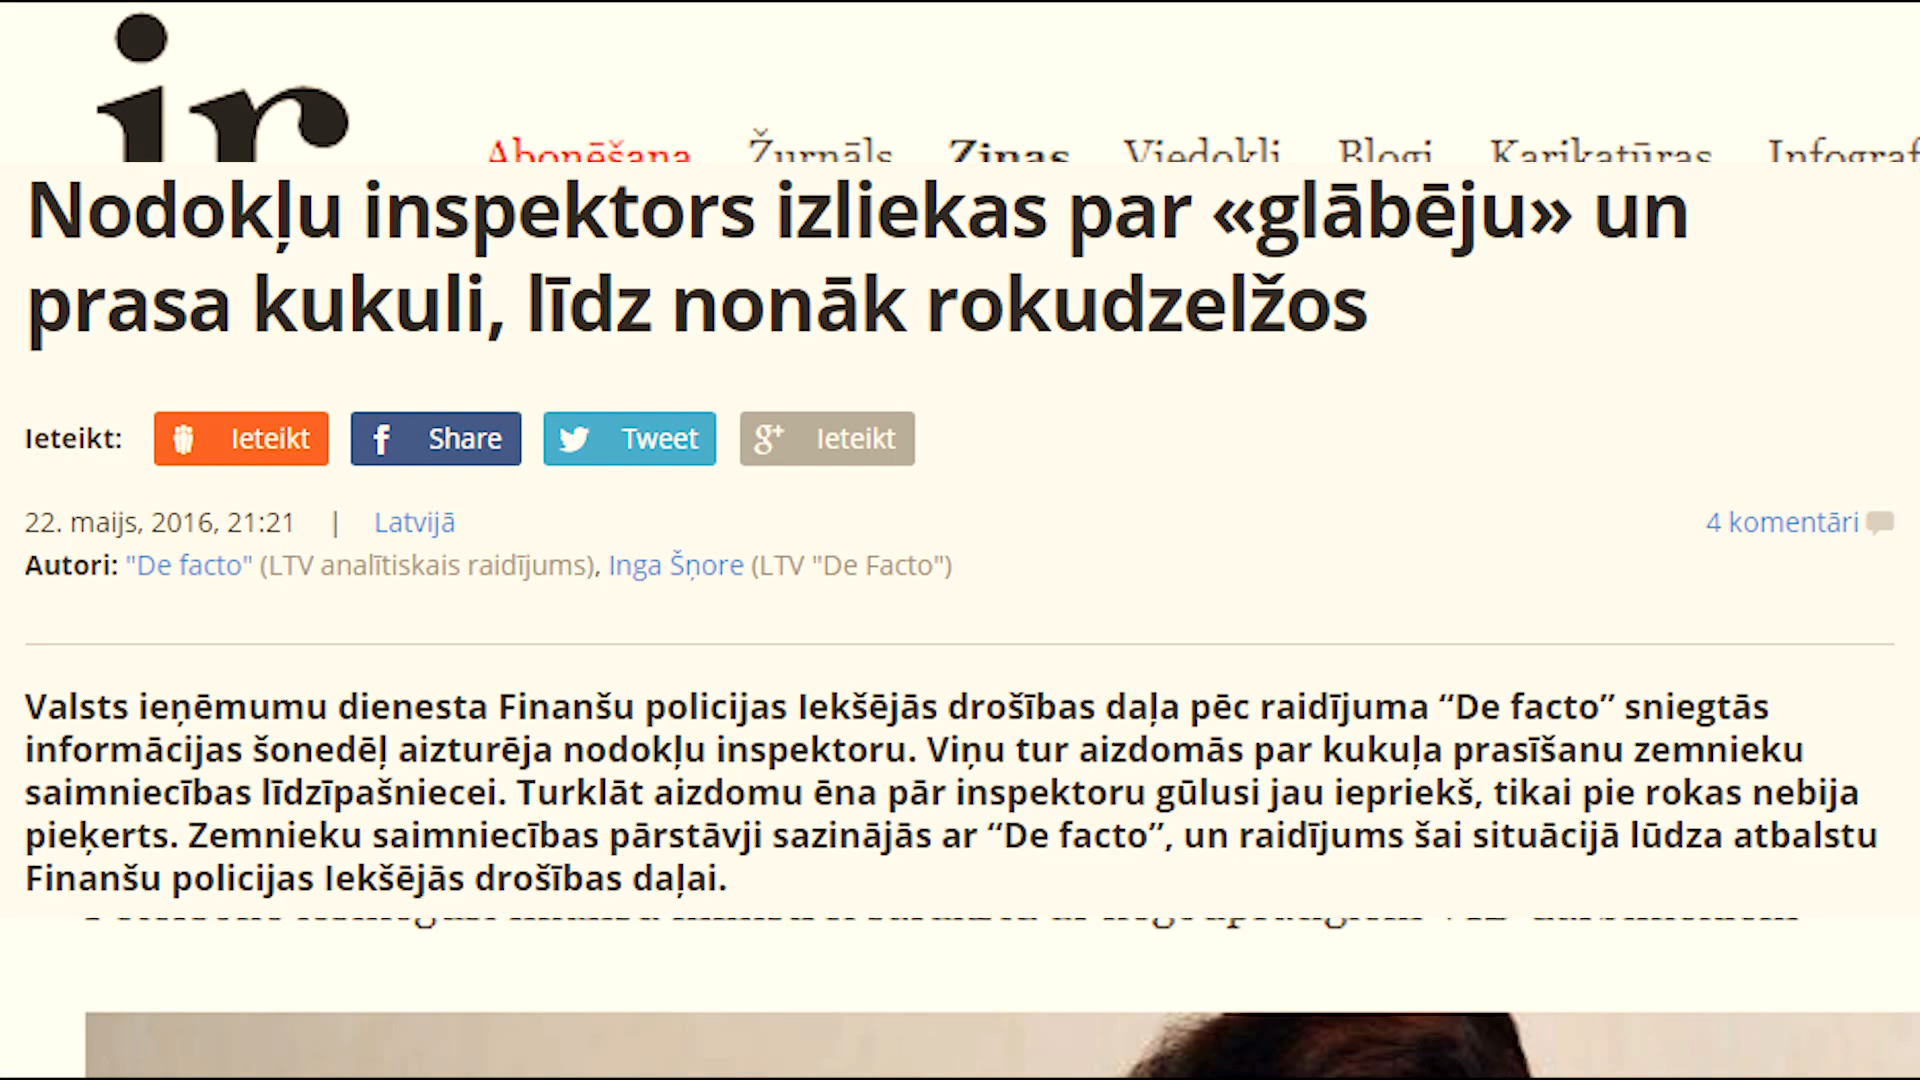 ir
Abonēšana Žurnāls Ziņas Viedokļi Blogi Karikatūras Infograf
Nodokļu inspektors izliekas par «glābēju» un
prasa kukuli, līdz nonāk rokudzelžos
Ieteikt: Ieteikt Share Tweet g+ Ieteikt
22. maijs, 2016, 21:21 | Latvijā 4 komentāri
Autori: "De facto" (LTV analītiskais raidījums), Inga Šņore (LTV "De Facto")
Valsts ieņēmumu dienesta Finanšu policijas Iekšējās drošības daļa pēc raidījuma “De facto” sniegtās
informācijas šonedēļ aizturēja nodokļu inspektoru. Viņu tur aizdomās par kukuļa prasīšanu zemnieku
saimniecības līdzīpašniecei. Turklāt aizdomu ēna pār inspektoru gūlusi jau iepriekš, tikai pie rokas nebija
pieķerts. Zemnieku saimniecības pārstāvji sazinājās ar “De facto”, un raidījums šai situācijā lūdza atbalstu
Finanšu policijas Iekšējās drošības daļai.